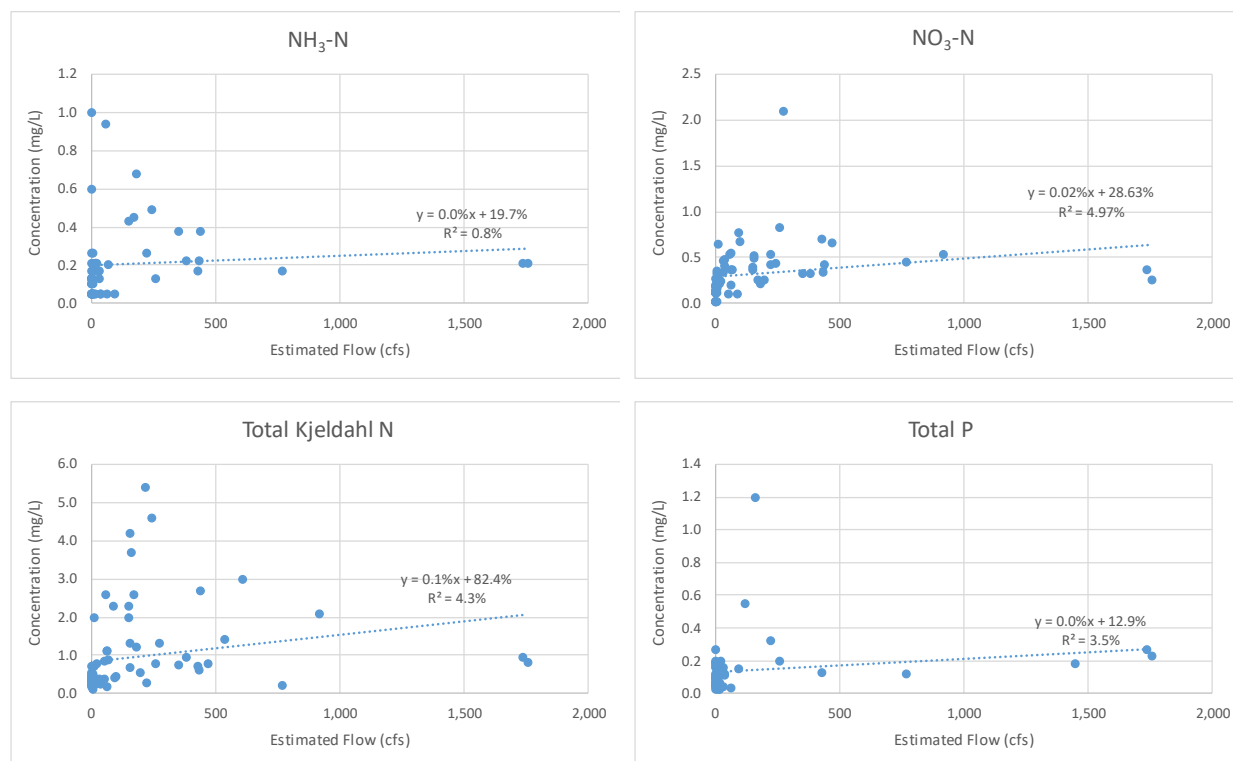 NH₃-N
1.2
1.0
0.8
0.6
0.4
0.2
0.0
Concentration (mg/L)
y = 0.0%x + 19.7%
R² = 0.8%
0 500 1,000 1,500 2,000
Estimated Flow (cfs)
NO₃-N
2.5
2.0
1.5
1.0
0.5
0.0
Concentration (mg/L)
y = 0.02%x + 28.63%
R² = 4.97%
0 500 1,000 1,500 2,000
Estimated Flow (cfs)
Total Kjeldahl N
6.0
5.0
4.0
3.0
2.0
1.0
0.0
Concentration (mg/L)
y = 0.1%x + 82.4%
R² = 4.3%
0 500 1,000 1,500 2,000
Estimated Flow (cfs)
Total P
1.4
1.2
1.0
0.8
0.6
0.4
0.2
0.0
Concentration (mg/L)
y = 0.0%x + 12.9%
R² = 3.5%
0 500 1,000 1,500 2,000
Estimated Flow (cfs)